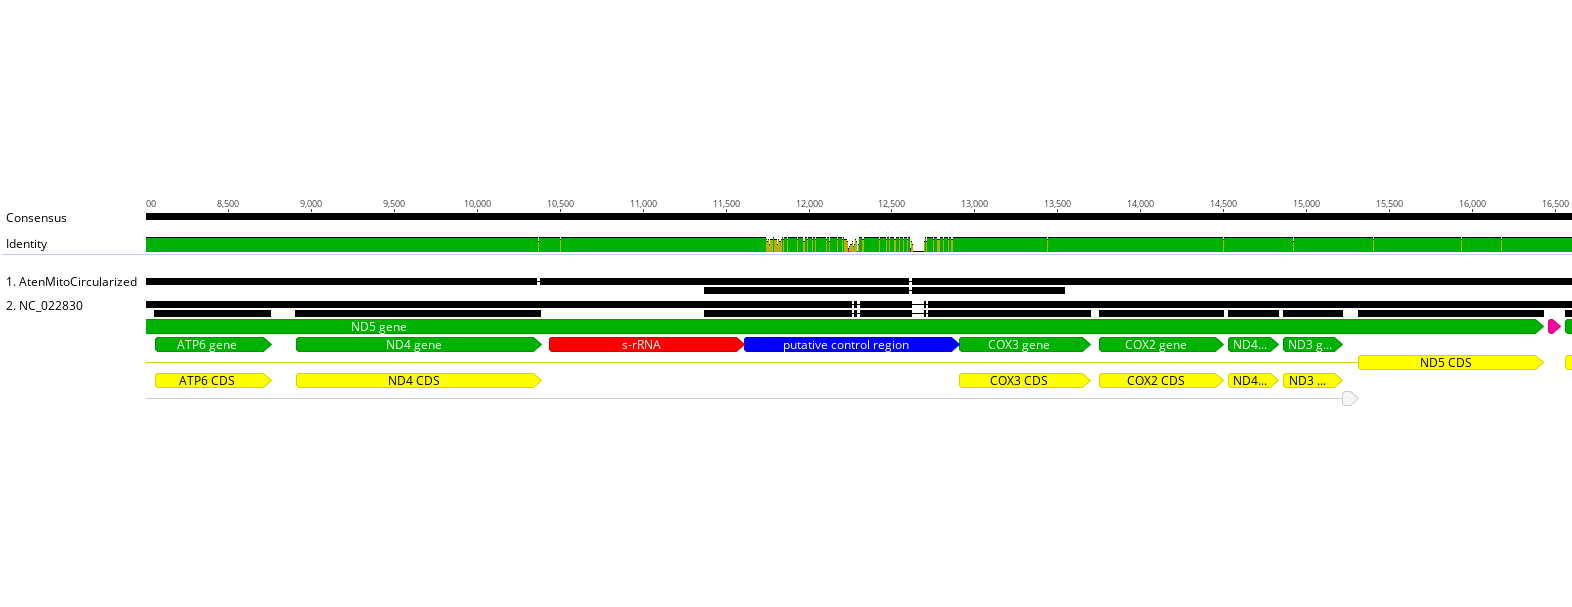 00 8,500 9,000 9,500 10,000 10,500 11,000 11,500 12,000 12,500 13,000 13,500 14,000 14,500 15,000 15,500 16,000 16,500
Consensus
Identity
1. AtenMitoCircularized
2. NC_022830
ND5 gene
ATP6 gene ND4 gene s-rRNA putative control region COX3 gene COX2 gene ND4... ND3 g...
ND5 CDS
ATP6 CDS ND4 CDS COX3 CDS COX2 CDS ND4... ND3 ...